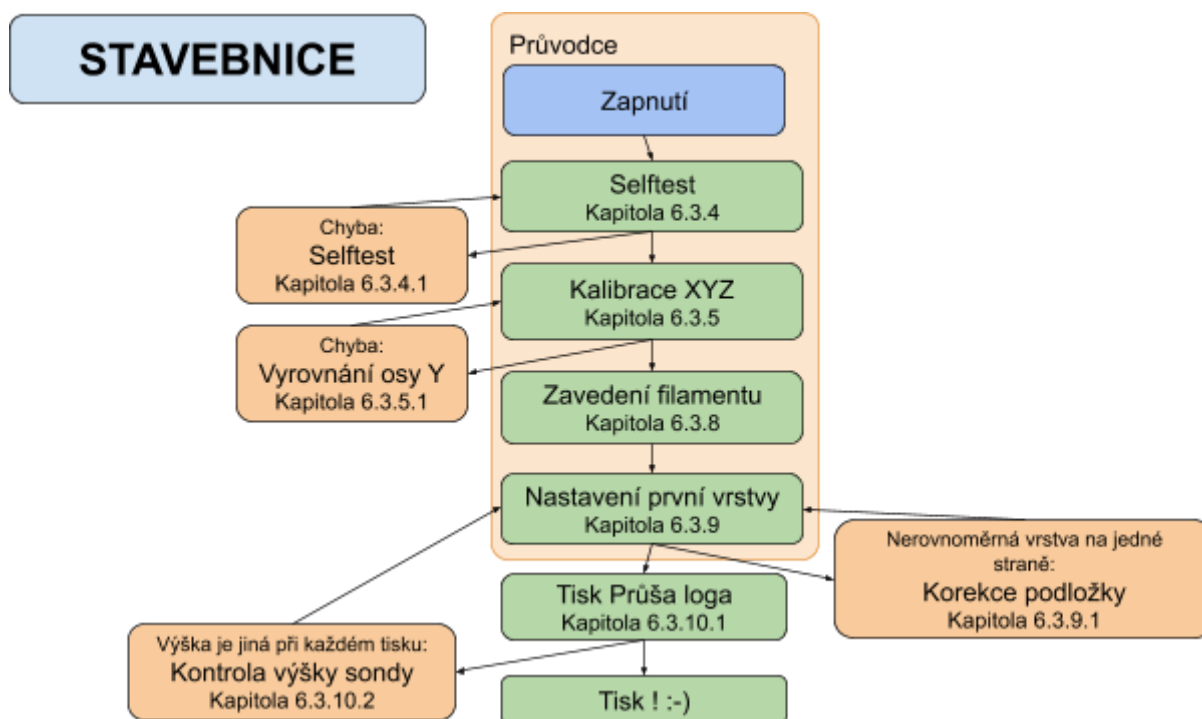 STAVEBNICE
Průvodce
Zapnutí
Selftest
Kapitola 6.3.4
Chyba:
Selftest
Kapitola 6.3.4.1
Kalibrace XYZ
Kapitola 6.3.5
Chyba:
Vyrovnání osy Y
Kapitola 6.3.5.1
Zavedení filamentu
Kapitola 6.3.8
Nastavení první vrstvy
Kapitola 6.3.9
Nerovnoměrná vrstva na jedné
straně:
Korekce podložky
Kapitola 6.3.9.1
Tisk Průša loga
Kapitola 6.3.10.1
Výška je jiná při každém tisku:
Kontrola výšky sondy
Kapitola 6.3.10.2
Tisk ! :-)